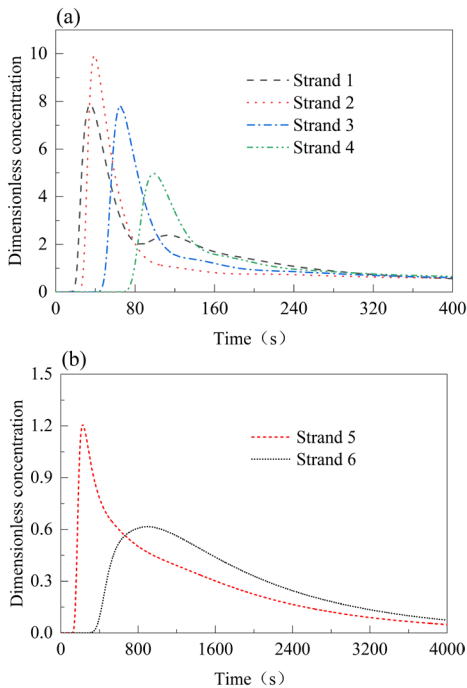 (a)
Dimensionless concentration
10
8
6
4
2
0
Strand 1
Strand 2
Strand 3
Strand 4
0 80 160 240 320 400
Time（s）
(b)
Dimensionless concentration
1.5
1.2
0.9
0.6
0.3
0.0
Strand 5
Strand 6
0 800 1600 2400 3200 4000
Time（s）